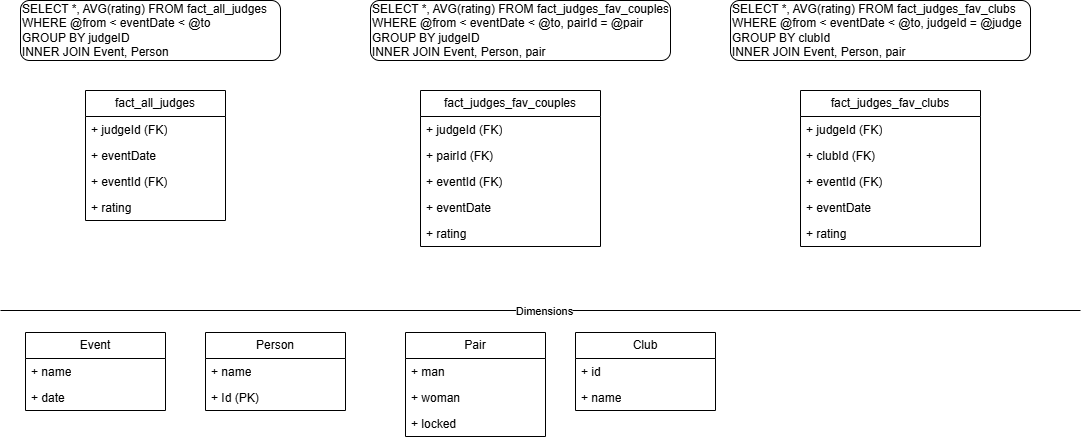 SELECT *, AVG(rating) FROM fact_all_judges
WHERE @from < eventDate < @to
GROUP BY judgeID
INNER JOIN Event, Person
SELECT *, AVG(rating) FROM fact_judges_fav_couples
WHERE @from < eventDate < @to, pairId = @pair
GROUP BY judgeID
INNER JOIN Event, Person, pair
SELECT *, AVG(rating) FROM fact_judges_fav_clubs
WHERE @from < eventDate < @to, judgeId = @judge
GROUP BY clubId
INNER JOIN Event, Person, pair
fact_all_judges
+ judgeId (FK)
+ eventDate
+ eventId (FK)
+ rating
fact_judges_fav_couples
+ judgeId (FK)
+ pairId (FK)
+ eventId (FK)
+ eventDate
+ rating
fact_judges_fav_clubs
+ judgeId (FK)
+ clubId (FK)
+ eventId (FK)
+ eventDate
+ rating
Dimensions
Event
+ name
+ date
Person
+ name
+ Id (PK)
Pair
+ man
+ woman
+ locked
Club
+ id
+ name